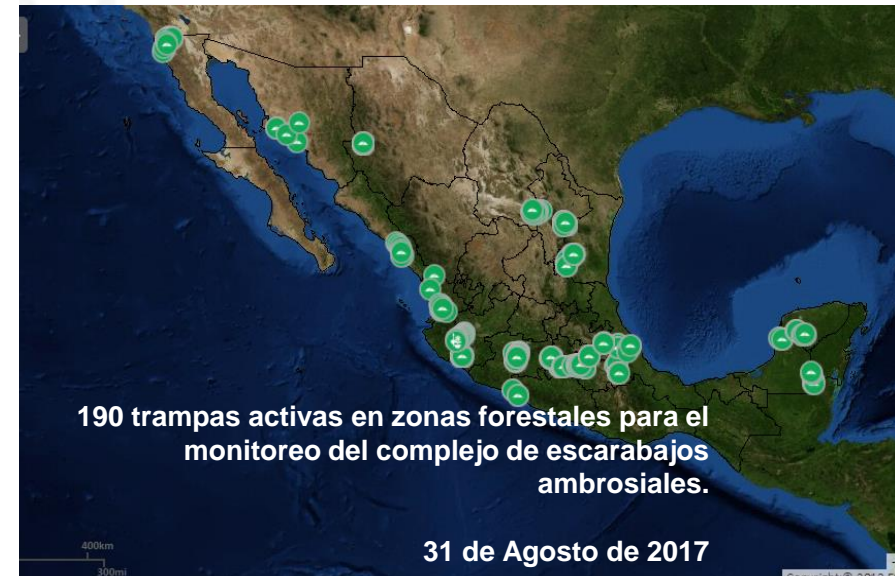 190 trampas activas en zonas forestales para el
monitoreo del complejo de escarabajos
ambrosiales.
31 de Agosto de 2017
400km
300mi